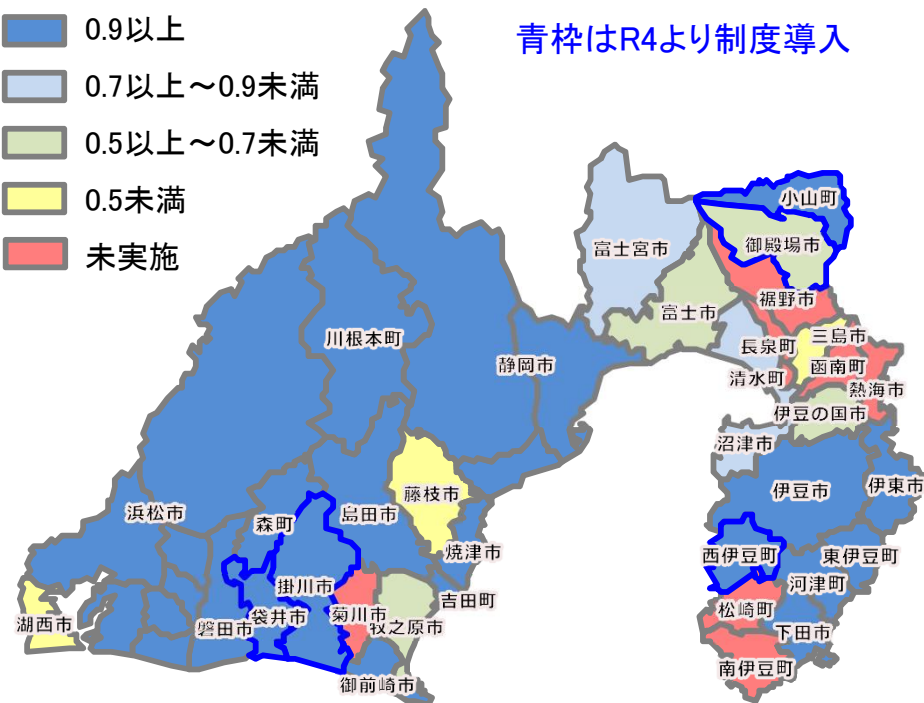 0.9以上
青枠はR4より制度導入
0.7以上～0.9未満
0.5以上～0.7未満
0.5未満
未実施
小山町
御殿場市
富士宮市
裾野市
富士市
三島市
長泉町
川根本町
静岡市
函南町
清水町
熱海市
伊豆の国市
沼津市
伊豆市
伊東市
藤枝市
浜松市
森町
島田市
焼津市
西伊豆町
東伊豆町
河津町
掛川市
吉田町
松崎町
湖西市
磐田市
袋井市
菊川市
牧之原市
下田市
南伊豆町
御前崎市